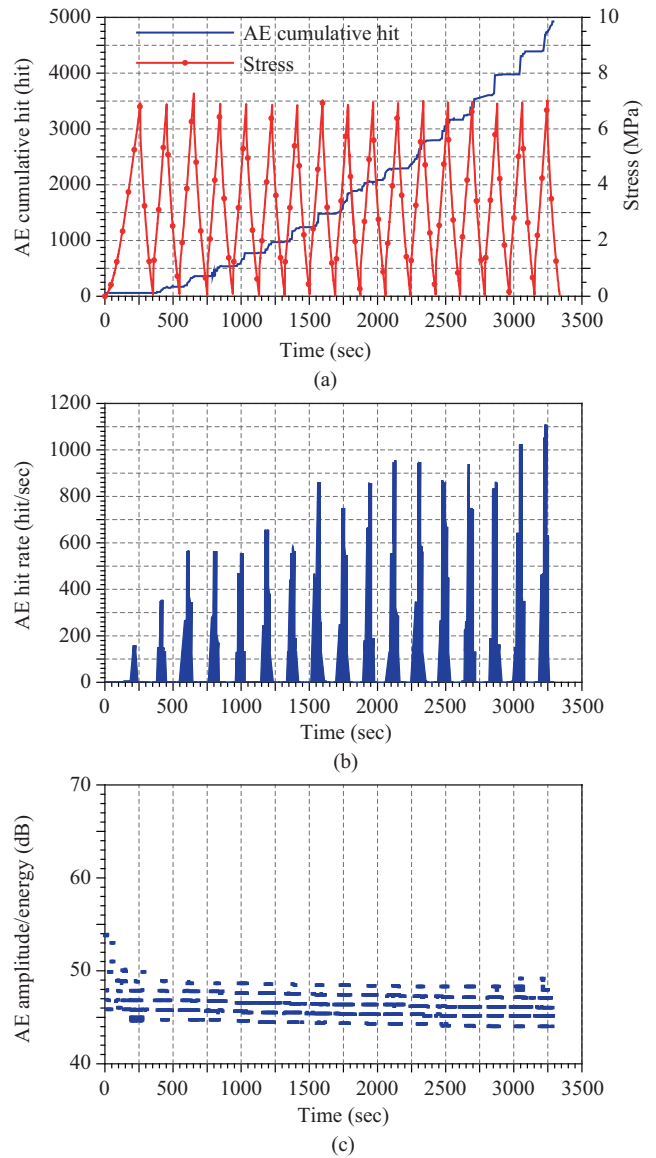 5000
4000
3000
2000
1000
0
AE cumulative hit (hit)
AE cumulative hit
Stress
10
8
6
4
2
0
Stress (MPa)
0 500 1000 1500 2000 2500 3000 3500
Time (sec)
(a)
1200
1000
800
600
400
200
0
AE hit rate (hit/sec)
0 500 1000 1500 2000 2500 3000 3500
Time (sec)
(b)
70
60
50
40
AE amplitude/energy (dB)
0 500 1000 1500 2000 2500 3000 3500
Time (sec)
(c)